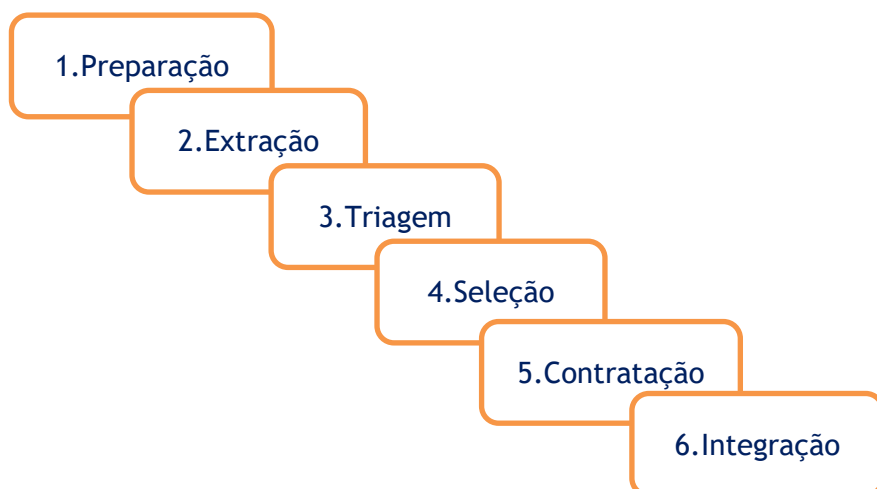 1.Preparação
2.Extração
3.Triagem
4.Seleção
5.Contratação
6.Integração